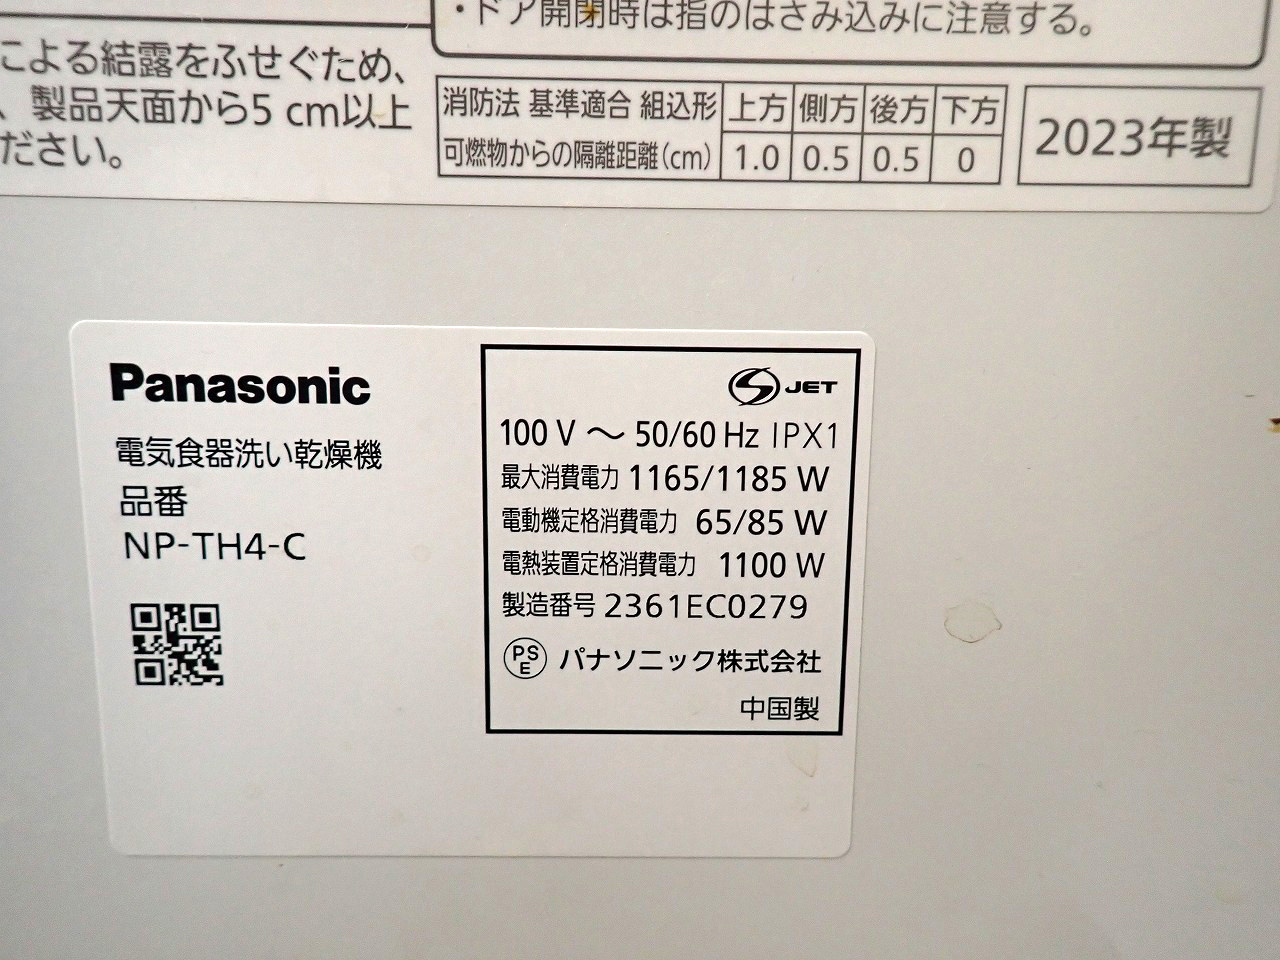 ・ドア開閉時は指のはさみ込みに注意する。
による結露をふせぐため、
、製品天面から5 cm以上
ださい。
消防法 基準適合 組込形 上方 側方 後方 下方
可燃物からの隔離距離(cm) 1.0 0.5 0.5 0
2023年製
Panasonic
電気食器洗い乾燥機
品番
NP-TH4-C
S JET
100 V ～ 50/60 Hz IPX1
最大消費電力 1165/1185 W
電動機定格消費電力 65/85 W
電熱装置定格消費電力 1100 W
製造番号 2361EC0279
PSE パナソニック株式会社
中国製